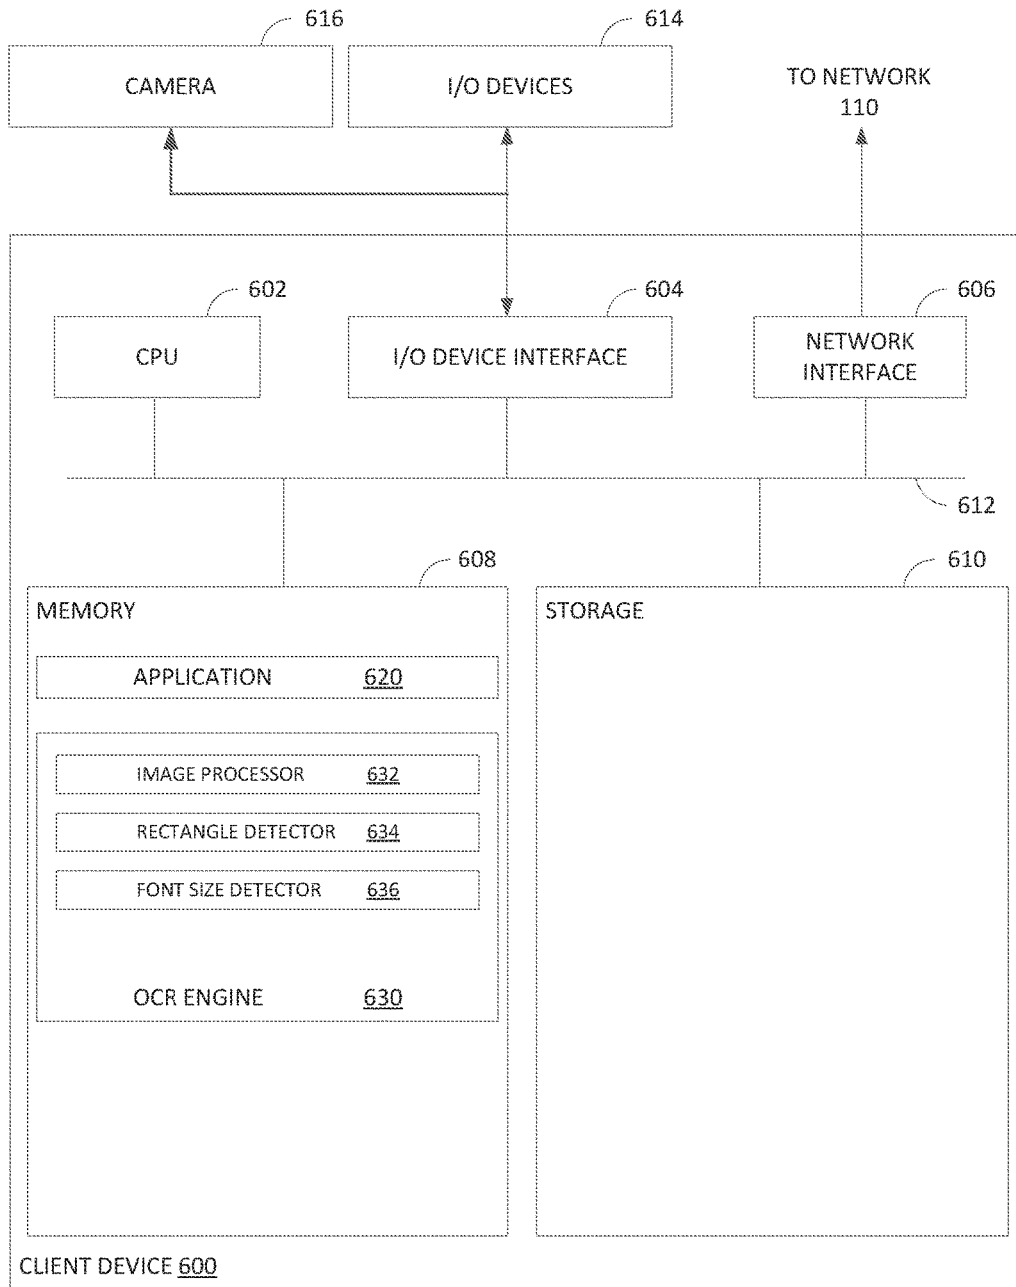 616
614
CAMERA
I/O DEVICES
TO NETWORK
110
602
604
606
CPU
I/O DEVICE INTERFACE
NETWORK
INTERFACE
612
608
610
MEMORY
STORAGE
APPLICATION 620
IMAGE PROCESSOR 632
RECTANGLE DETECTOR 634
FONT SIZE DETECTOR 636
OCR ENGINE 630
CLIENT DEVICE 600